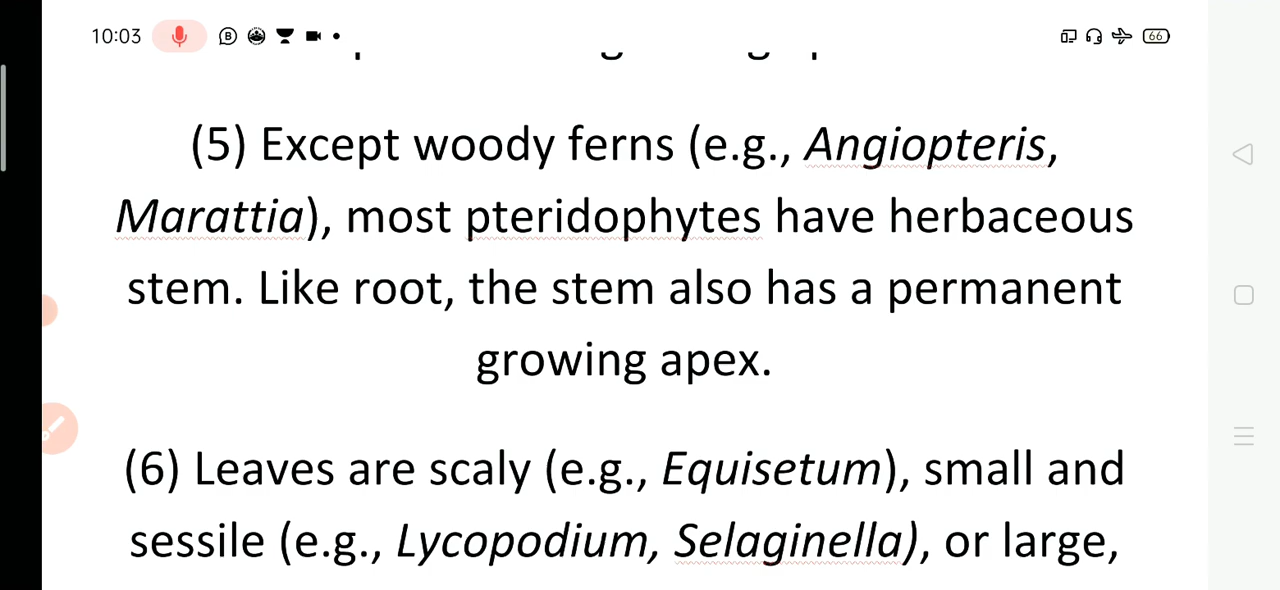 10:03
66
(5) Except woody ferns (e.g., Angiopteris,
Marattia), most pteridophytes have herbaceous
stem. Like root, the stem also has a permanent
growing apex.
(6) Leaves are scaly (e.g., Equisetum), small and
sessile (e.g., Lycopodium, Selaginella), or large,